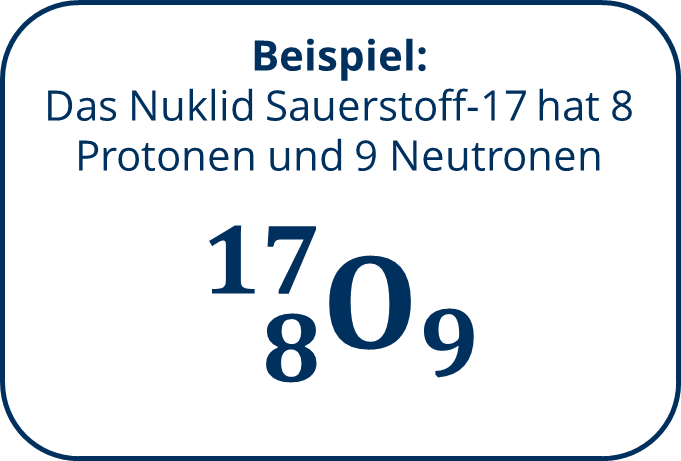 Beispiel:
Das Nuklid Sauerstoff-17 hat 8
Protonen und 9 Neutronen
17
8O9